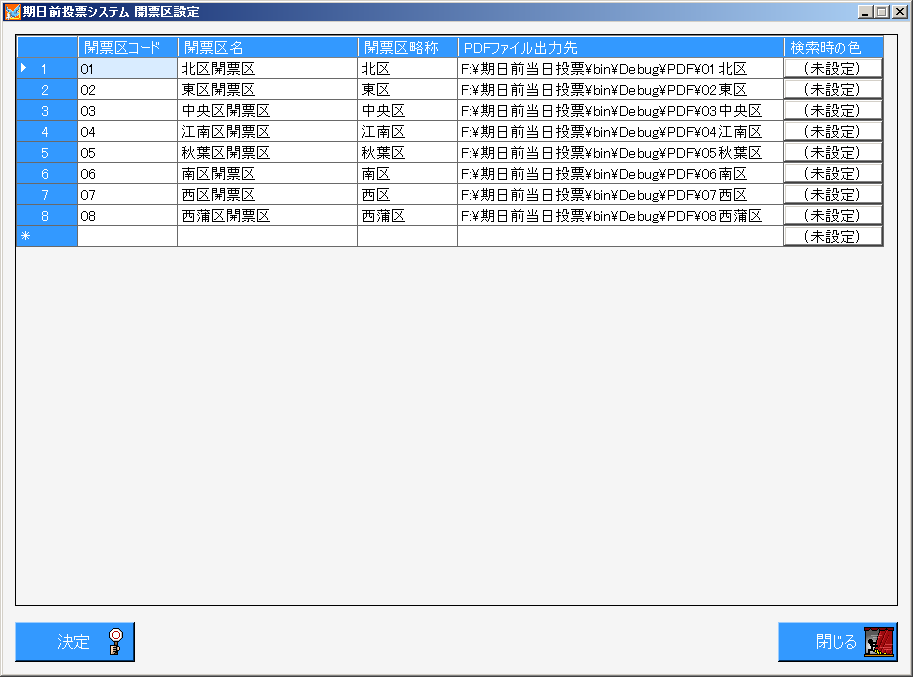 期日前投票システム 開票区設定
開票区コード 開票区名 開票区略称 PDFファイル出力先 検索時の色
1 01 北区開票区 北区 F:¥期日前当日投票¥bin¥Debug¥PDF¥01北区 (未設定)
2 02 東区開票区 東区 F:¥期日前当日投票¥bin¥Debug¥PDF¥02東区 (未設定)
3 03 中央区開票区 中央区 F:¥期日前当日投票¥bin¥Debug¥PDF¥03中央区 (未設定)
4 04 江南区開票区 江南区 F:¥期日前当日投票¥bin¥Debug¥PDF¥04江南区 (未設定)
5 05 秋葉区開票区 秋葉区 F:¥期日前当日投票¥bin¥Debug¥PDF¥05秋葉区 (未設定)
6 06 南区開票区 南区 F:¥期日前当日投票¥bin¥Debug¥PDF¥06南区 (未設定)
7 07 西区開票区 西区 F:¥期日前当日投票¥bin¥Debug¥PDF¥07西区 (未設定)
8 08 西蒲区開票区 西蒲区 F:¥期日前当日投票¥bin¥Debug¥PDF¥08西蒲区 (未設定)
* (未設定)
決定 閉じる